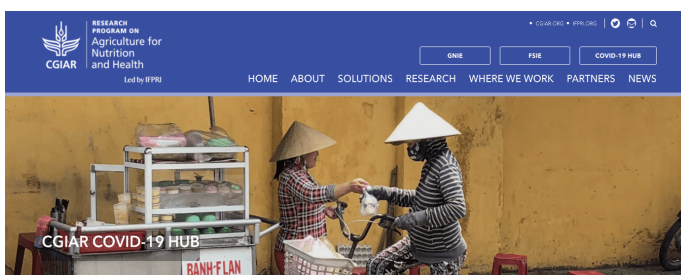 CGIAR.ORG • IFPRI.ORG
RESEARCH
PROGRAM ON
Agriculture for
Nutrition
and Health
CGIAR
Led by IFPRI
GNIE
FSIE
COVID-19 HUB
HOME ABOUT SOLUTIONS RESEARCH WHERE WE WORK PARTNERS NEWS
CGIAR COVID-19 HUB
BÁNH-FLAN